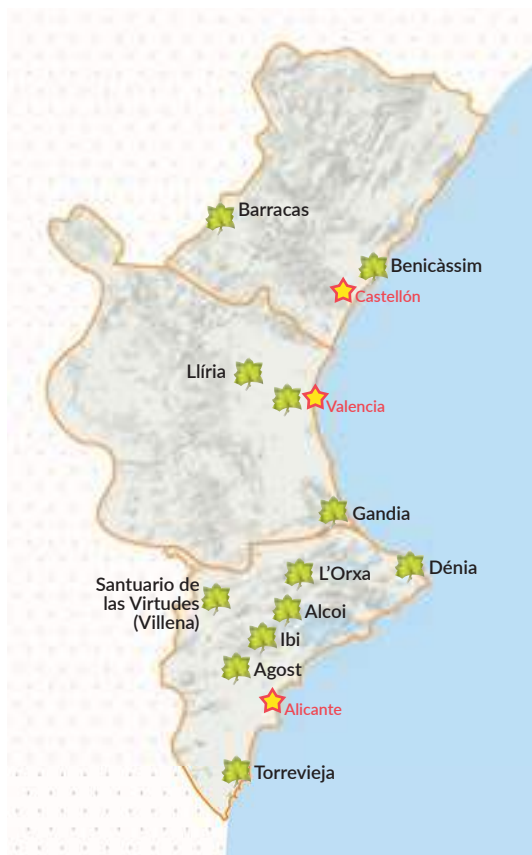 Barracas
Benicàssim
Castellón
Llíria
Valencia
Gandia
Dénia
L'Orxa
Santuario de
las Virtudes
(Villena)
Alcoi
Ibi
Agost
Alicante
Torrevieja